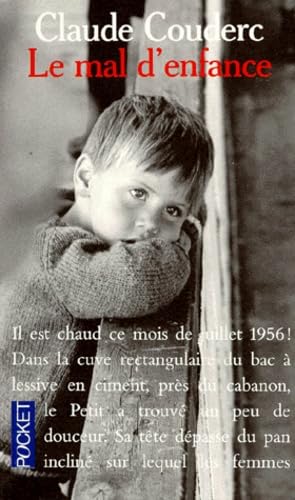 Claude Couderc
Le mal d'enfance
Il est chaud ce mois de juillet 1956!
Dans la cuve rectangulaire du bac à
lessive en ciment, près du cabanon,
le Petit a trouvé un peu de
douceur. Sa tête dépasse du pan
incliné sur lequel les femmes
POCKET